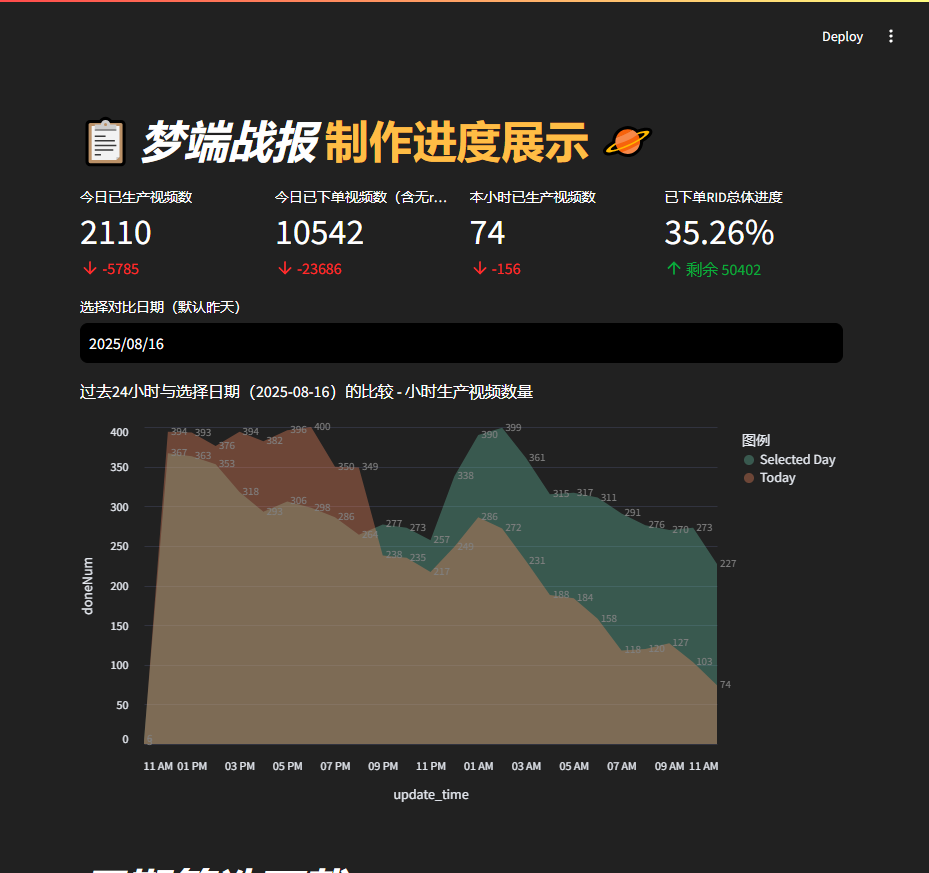 Deploy
梦端战报 制作进度展示
今日已生产视频数
2110
-5785
今日已下单视频数（含无r...
10542
-23686
本小时已生产视频数
74
-156
已下单RID总体进度
35.26%
剩余 50402
选择对比日期（默认昨天）
2025/08/16
过去24小时与选择日期（2025-08-16）的比较 - 小时生产视频数量
图例
Selected Day
Today
doneNum
400
350
300
250
200
150
100
50
0
394 393 376 394 382 396 400 350 349 238 235 217 249 286 272 231 188 184 158 118 120 127 103 74
367 363 353 318 293 306 298 286 264 277 273 257 338 390 399 361 315 317 311 291 276 270 273 227
11 AM 01 PM 03 PM 05 PM 07 PM 09 PM 11 PM 01 AM 03 AM 05 AM 07 AM 09 AM 11 AM
update_time